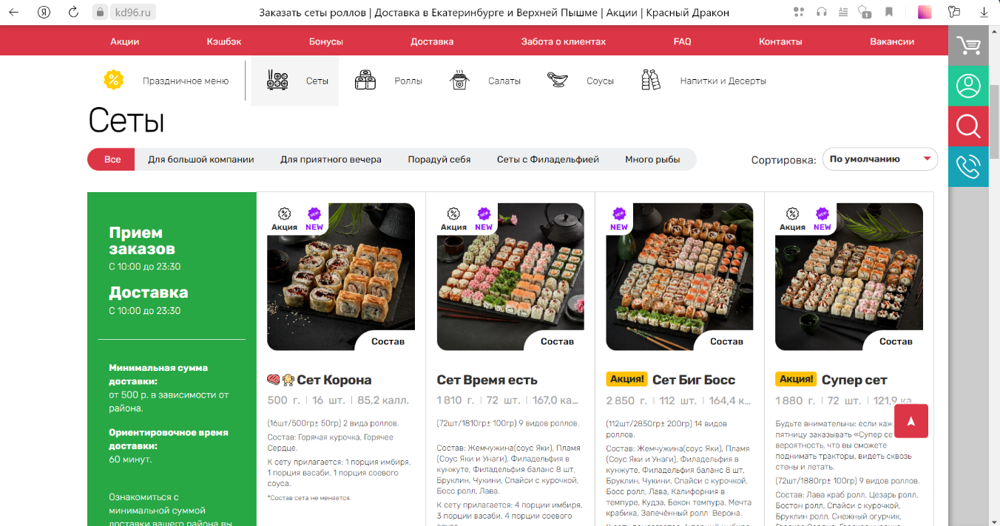 kd96.ru
Заказать сеты роллов | Доставка в Екатеринбурге и Верхней Пышме | Акции | Красный Дракон
1
Акции
Кэшбэк
Бонусы
Доставка
Забота о клиентах
FAQ
Контакты
Вакансии
Праздничное меню
Сеты
Роллы
Салаты
Соусы
Напитки и Десерты
Сеты
Все
Для большой компании
Для приятного вечера
Порадуй себя
Сеты с Филадельфией
Много рыбы
Сортировка:
По умолчанию
Прием
заказов
С 10:00 до 23:30
Доставка
С 10:00 до 23:30
Минимальная сумма
доставки:
от 500 р. в зависимости от
района.
Ориентировочное время
доставки:
60 минут.
Ознакомиться с
минимальной суммой
доставки вашего района вы
Акция
NEW
Состав
Сет Корона
500 г. | 16 шт. | 85,2 калл.
(16шт/500гр± 50гр) 2 вида роллов.
Состав: Горячая курочка, Горячее
Сердце.
К сету прилагается: 1 порция имбиря,
1 порция васаби, 1 порция соевого
соуса.
*Состав сета не меняется.
Акция
NEW
Состав
Сет Время есть
1 810 г. | 72 шт. | 167,0 ка...
(72шт/1810гр± 100гр) 9 видов роллов.
Состав: Жемчужина(соус Яки), Пламя
(Соус Яки и Унаги), Филадельфия в
кунжуте, Филадельфия баланс 8 шт,
Бруклин, Чукини, Спайси с курочкой,
Босс ролл, Лава.
К сету прилагается: 4 порции имбиря,
3 порции васаби, 4 порции соевого
соуса.
NEW
Состав
Акция! Сет Биг Босс
2 850 г. | 112 шт. | 164,4 к...
(112шт/2850гр± 200гр) 14 видов
роллов.
Состав: Жемчужина(соус Яки), Пламя
(Соус Яки и Унаги), Филадельфия в
кунжуте, Филадельфия баланс 8 шт,
Бруклин, Чукини, Спайси с курочкой,
Босс ролл, Лава, Калифорния в
темпуре, Кудза, Бекон темпура, Мечта
крабика, Запечённый ролл Верона.
Акция
NEW
Состав
Акция! Супер сет
1 880 г. | 72 шт. | 121,9 ка
Будьте внимательны: если каж
пятницу заказывать «Супер се
вероятность, что вы сможете
поднимать тракторы, видеть сквозь
стены и летать.
(72шт/1880гр± 100гр) 9 видов роллов.
Состав: Лава краб ролл, Цезарь ролл,
Бостон ролл, Спайси с курочкой,
Бруклин ролл, Снежный огурчик,